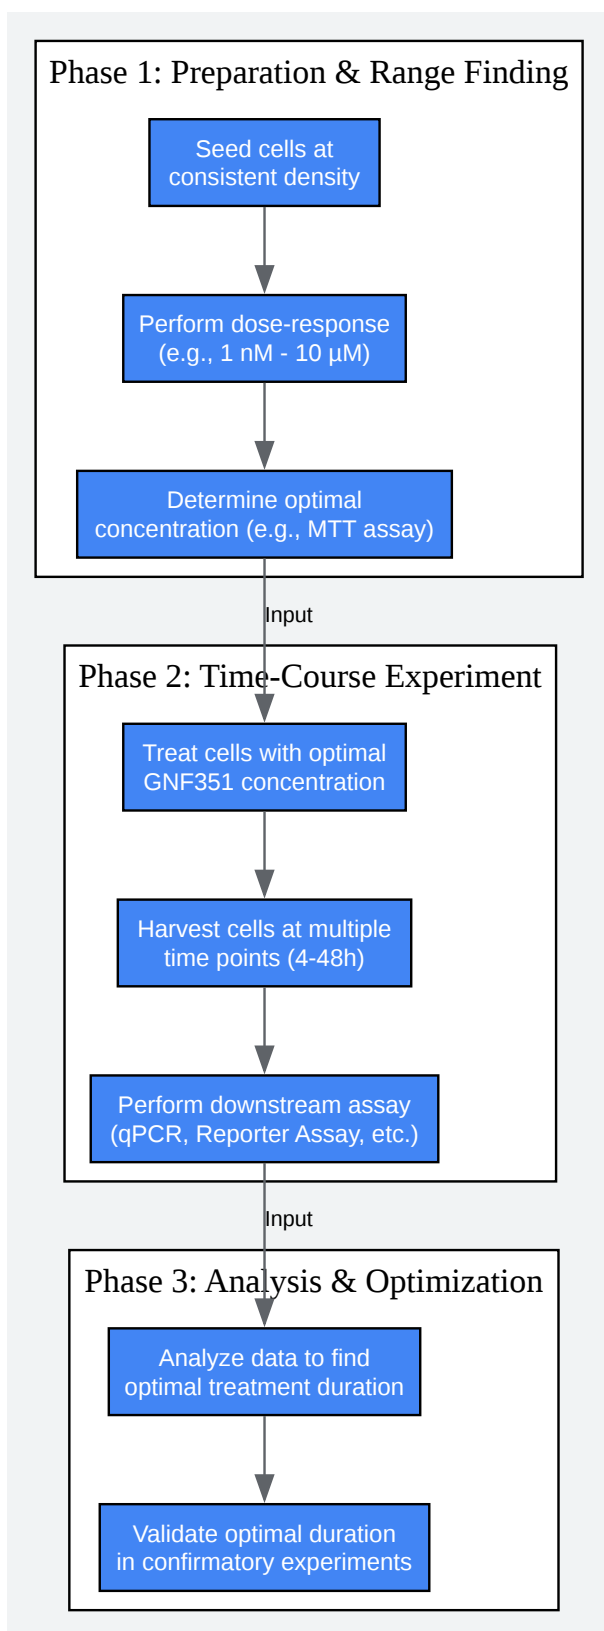 Phase 1: Preparation & Range Finding
Seed cells at
consistent density
Perform dose-response
(e.g., 1 nM - 10 µM)
Determine optimal
concentration (e.g., MTT assay)
Input
Phase 2: Time-Course Experiment
Treat cells with optimal
GNF351 concentration
Harvest cells at multiple
time points (4-48h)
Perform downstream assay
(qPCR, Reporter Assay, etc.)
Input
Phase 3: Analysis & Optimization
Analyze data to find
optimal treatment duration
Validate optimal duration
in confirmatory experiments